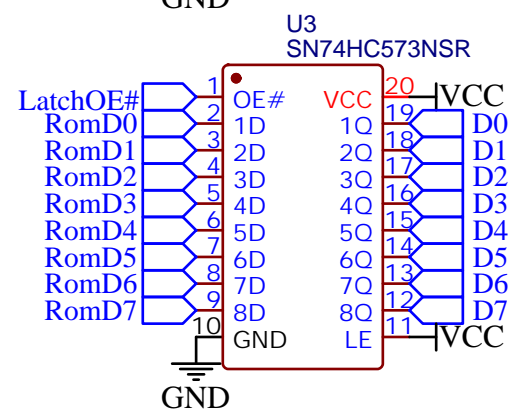 GND
U3
SN74HC573NSR
LatchOE# 1 OE# VCC 20 VCC
RomD0 2 1D 1Q 19 D0
RomD1 3 2D 2Q 18 D1
RomD2 4 3D 3Q 17 D2
RomD3 5 4D 4Q 16 D3
RomD4 6 5D 5Q 15 D4
RomD5 7 6D 6Q 14 D5
RomD6 8 7D 7Q 13 D6
RomD7 9 8D 8Q 12 D7
10 GND LE 11 VCC
GND